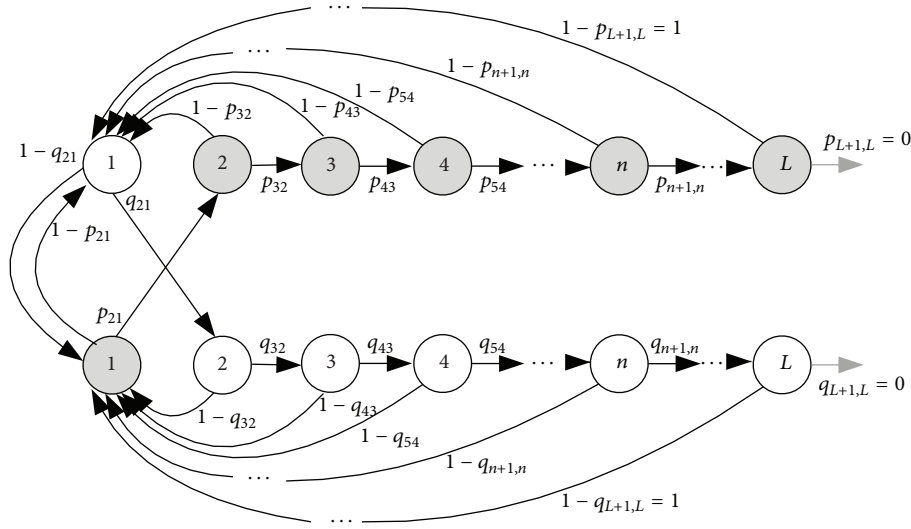 ⋯
1 − p_{L+1,L} = 1
⋯
1 − p_{n+1,n}
1 − p_{54}
1 − p_{32}
1 − p_{43}
1 − q_{21}
p_{L+1,L} = 0
1
2
3
4
⋯
n
⋯
L
q_{21}
p_{32}
p_{43}
p_{54}
p_{n+1,n}
1 − p_{21}
p_{21}
q_{32}
q_{43}
q_{54}
q_{n+1,n}
1
2
3
4
⋯
n
⋯
L
q_{L+1,L} = 0
1 − q_{32}
1 − q_{43}
1 − q_{54}
1 − q_{n+1,n}
⋯
1 − q_{L+1,L} = 1
⋯